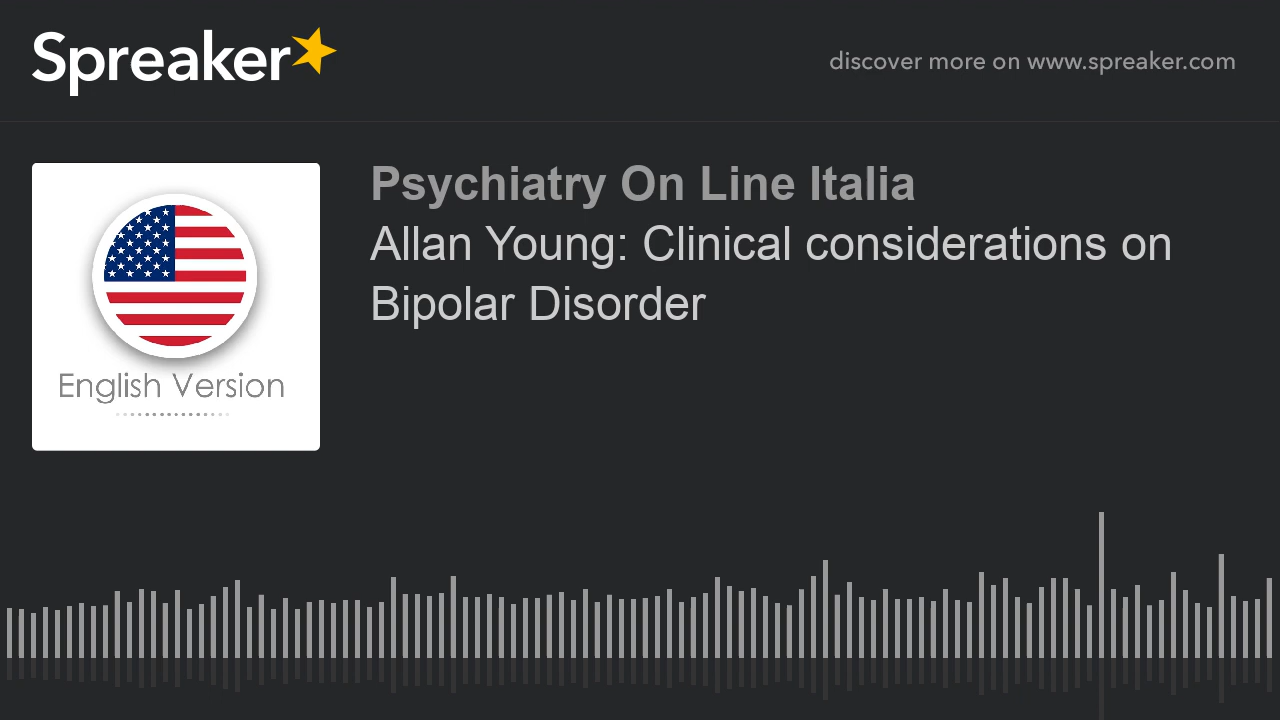 Spreaker
discover more on www.spreaker.com
Psychiatry On Line Italia
Allan Young: Clinical considerations on
Bipolar Disorder
English Version